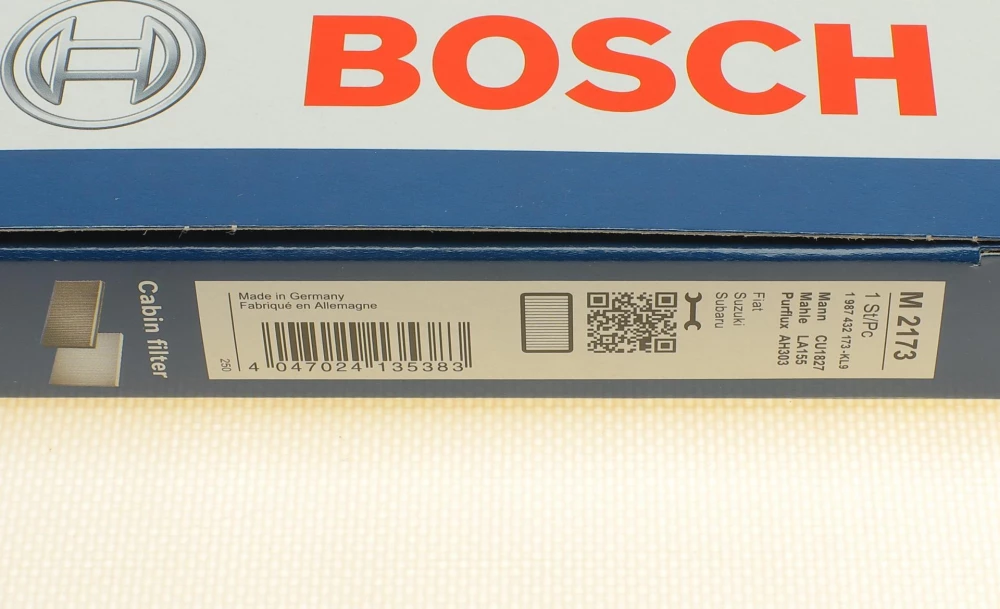 BOSCH
Cabin filter
Made in Germany
Fabriqué en Allemagne
250
4 047024 135383
Fiat
Suzuki
Subaru
M 2173
1 St/Pc
1 987 432 173-KL9
Mann CU1827
Mahle LA155
Purflux AH303